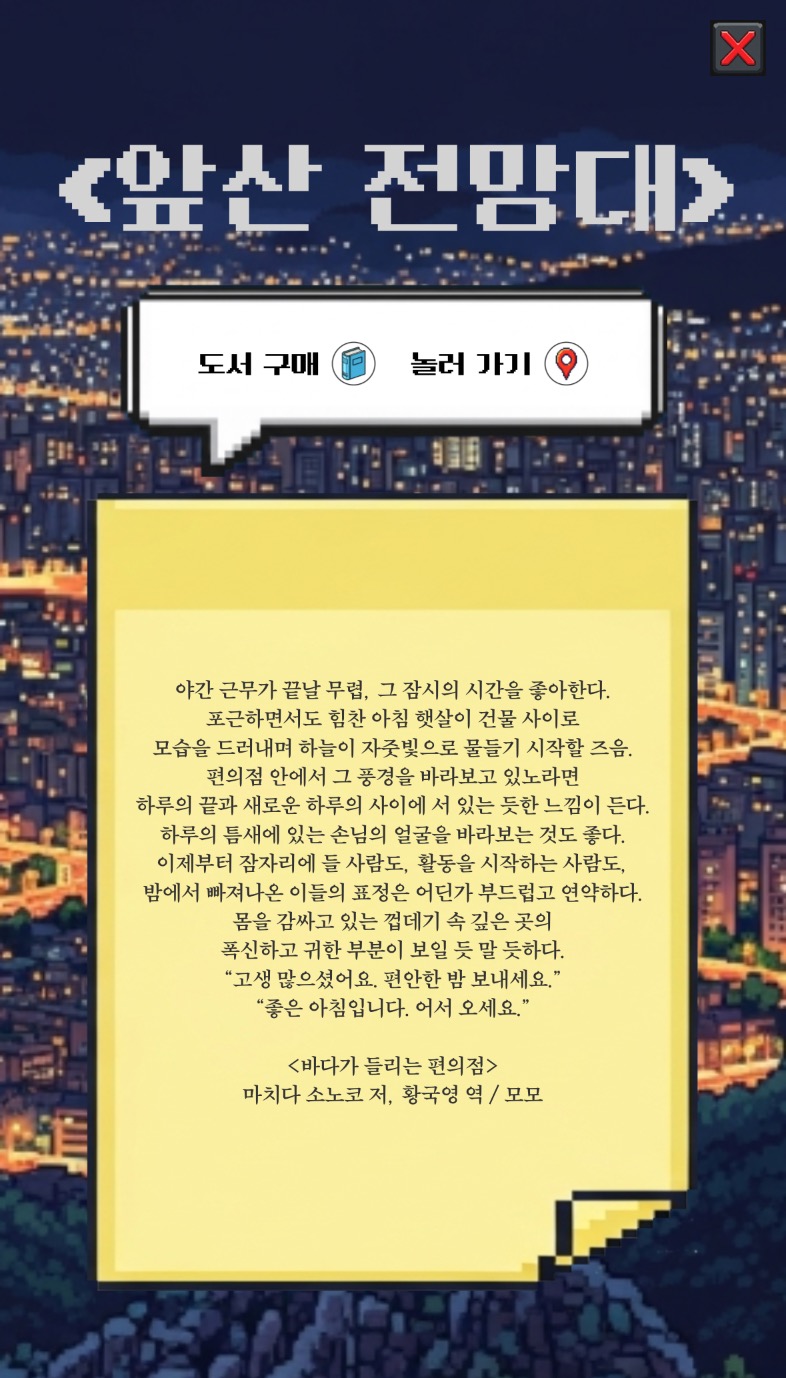 <앞산 전망대>
도서 구매 놀러 가기
야간 근무가 끝날 무렵, 그 잠시의 시간을 좋아한다.
포근하면서도 힘찬 아침 햇살이 건물 사이로
모습을 드러내며 하늘이 자줏빛으로 물들기 시작할 즈음.
편의점 안에서 그 풍경을 바라보고 있노라면
하루의 끝과 새로운 하루의 사이에 서 있는 듯한 느낌이 든다.
하루의 틈새에 있는 손님의 얼굴을 바라보는 것도 좋다.
이제부터 잠자리에 들 사람도, 활동을 시작하는 사람도,
밤에서 빠져나온 이들의 표정은 어딘가 부드럽고 연약하다.
몸을 감싸고 있는 껍데기 속 깊은 곳의
폭신하고 귀한 부분이 보일 듯 말 듯하다.
“고생 많으셨어요. 편안한 밤 보내세요.”
“좋은 아침입니다. 어서 오세요.”
<바다가 들리는 편의점>
마치다 소노코 저, 황국영 역 / 모모